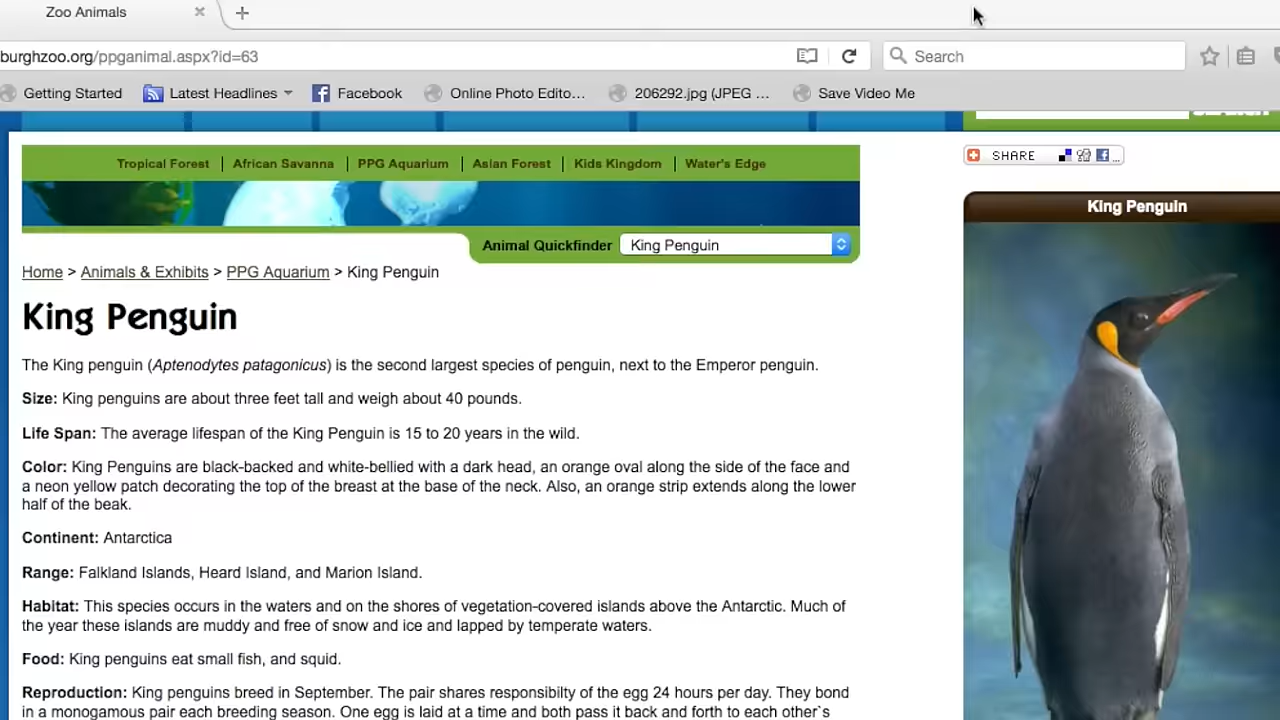 Zoo Animals
burghzoo.org/ppganimal.aspx?id=63
Search
Getting Started
Latest Headlines
Facebook
Online Photo Edito...
206292.jpg (JPEG ...
Save Video Me
Tropical Forest | African Savanna | PPG Aquarium | Asian Forest | Kids Kingdom | Water's Edge
SHARE
Animal Quickfinder King Penguin
Home > Animals & Exhibits > PPG Aquarium > King Penguin
King Penguin
The King penguin (Aptenodytes patagonicus) is the second largest species of penguin, next to the Emperor penguin.
Size: King penguins are about three feet tall and weigh about 40 pounds.
Life Span: The average lifespan of the King Penguin is 15 to 20 years in the wild.
Color: King Penguins are black-backed and white-bellied with a dark head, an orange oval along the side of the face and
a neon yellow patch decorating the top of the breast at the base of the neck. Also, an orange strip extends along the lower
half of the beak.
Continent: Antarctica
Range: Falkland Islands, Heard Island, and Marion Island.
Habitat: This species occurs in the waters and on the shores of vegetation-covered islands above the Antarctic. Much of
the year these islands are muddy and free of snow and ice and lapped by temperate waters.
Food: King penguins eat small fish, and squid.
Reproduction: King penguins breed in September. The pair shares responsibilty of the egg 24 hours per day. They bond
in a monogamous pair each breeding season. One egg is laid at a time and both pass it back and forth to each other`s
King Penguin